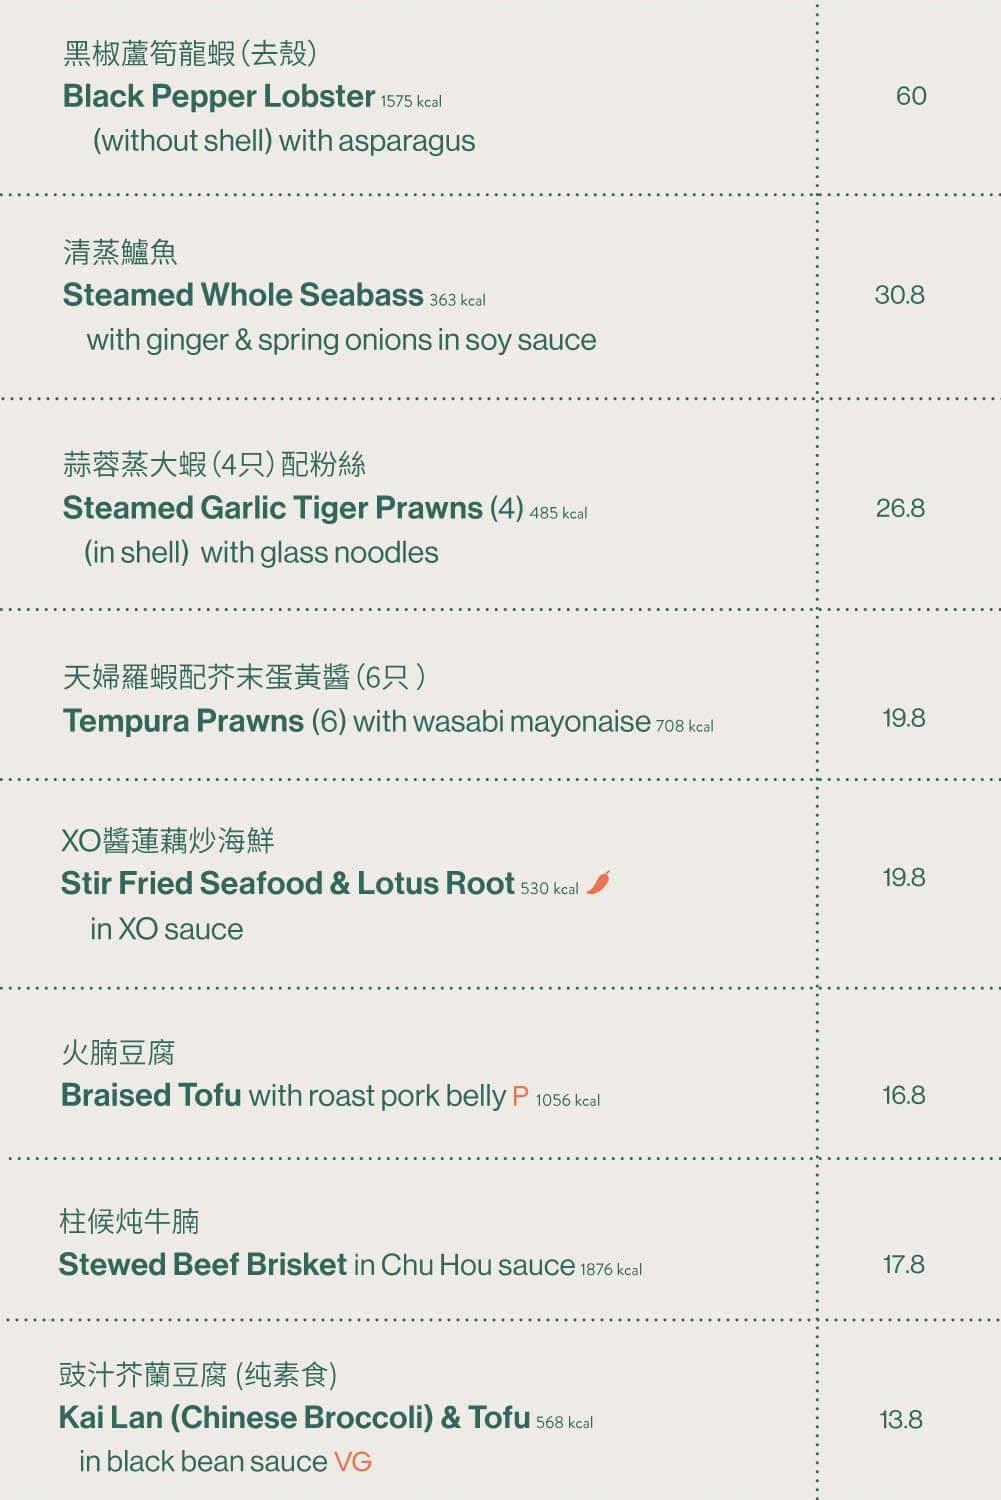 黑椒蘆筍龍蝦（去殼）
Black Pepper Lobster 1575 kcal 60
(without shell) with asparagus
清蒸鱸魚
Steamed Whole Seabass 363 kcal 30.8
with ginger & spring onions in soy sauce
蒜蓉蒸大蝦（4只）配粉絲
Steamed Garlic Tiger Prawns (4) 485 kcal 26.8
(in shell) with glass noodles
天婦羅蝦配芥末蛋黃醬（6只）
Tempura Prawns (6) with wasabi mayonaise 708 kcal 19.8
XO醬蓮藕炒海鮮
Stir Fried Seafood & Lotus Root 530 kcal 19.8
in XO sauce
火腩豆腐
Braised Tofu with roast pork belly P 1056 kcal 16.8
柱候炖牛腩
Stewed Beef Brisket in Chu Hou sauce 1876 kcal 17.8
豉汁芥蘭豆腐 (纯素食)
Kai Lan (Chinese Broccoli) & Tofu 568 kcal 13.8
in black bean sauce VG